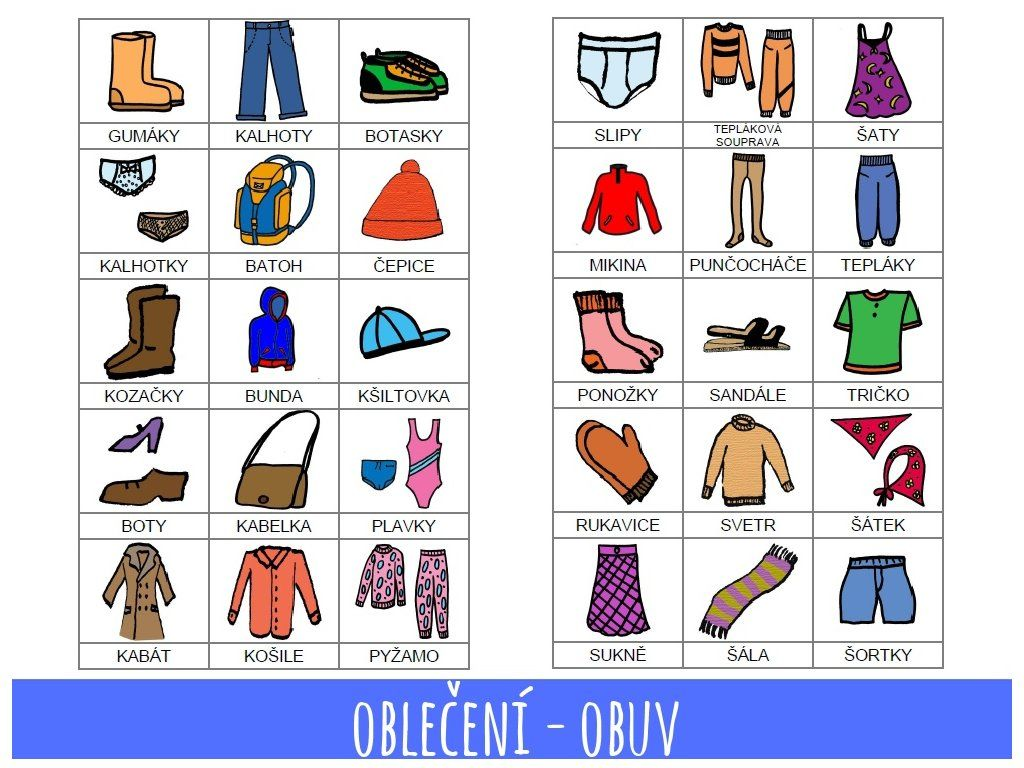 GUMÁKY KALHOTY BOTASKY
KALHOTKY BATOH ČEPICE
KOZAČKY BUNDA KŠILTOVKA
BOTY KABELKA PLAVKY
KABÁT KOŠILE PYŽAMO
SLIPY TEPLÁKOVÁ SOUPRAVA ŠATY
MIKINA PUNČOCHÁČE TEPLÁKY
PONOŽKY SANDÁLE TRIČKO
RUKAVICE SVETR ŠÁTEK
SUKNĚ ŠÁLA ŠORTKY
OBLEČENÍ - OBUV